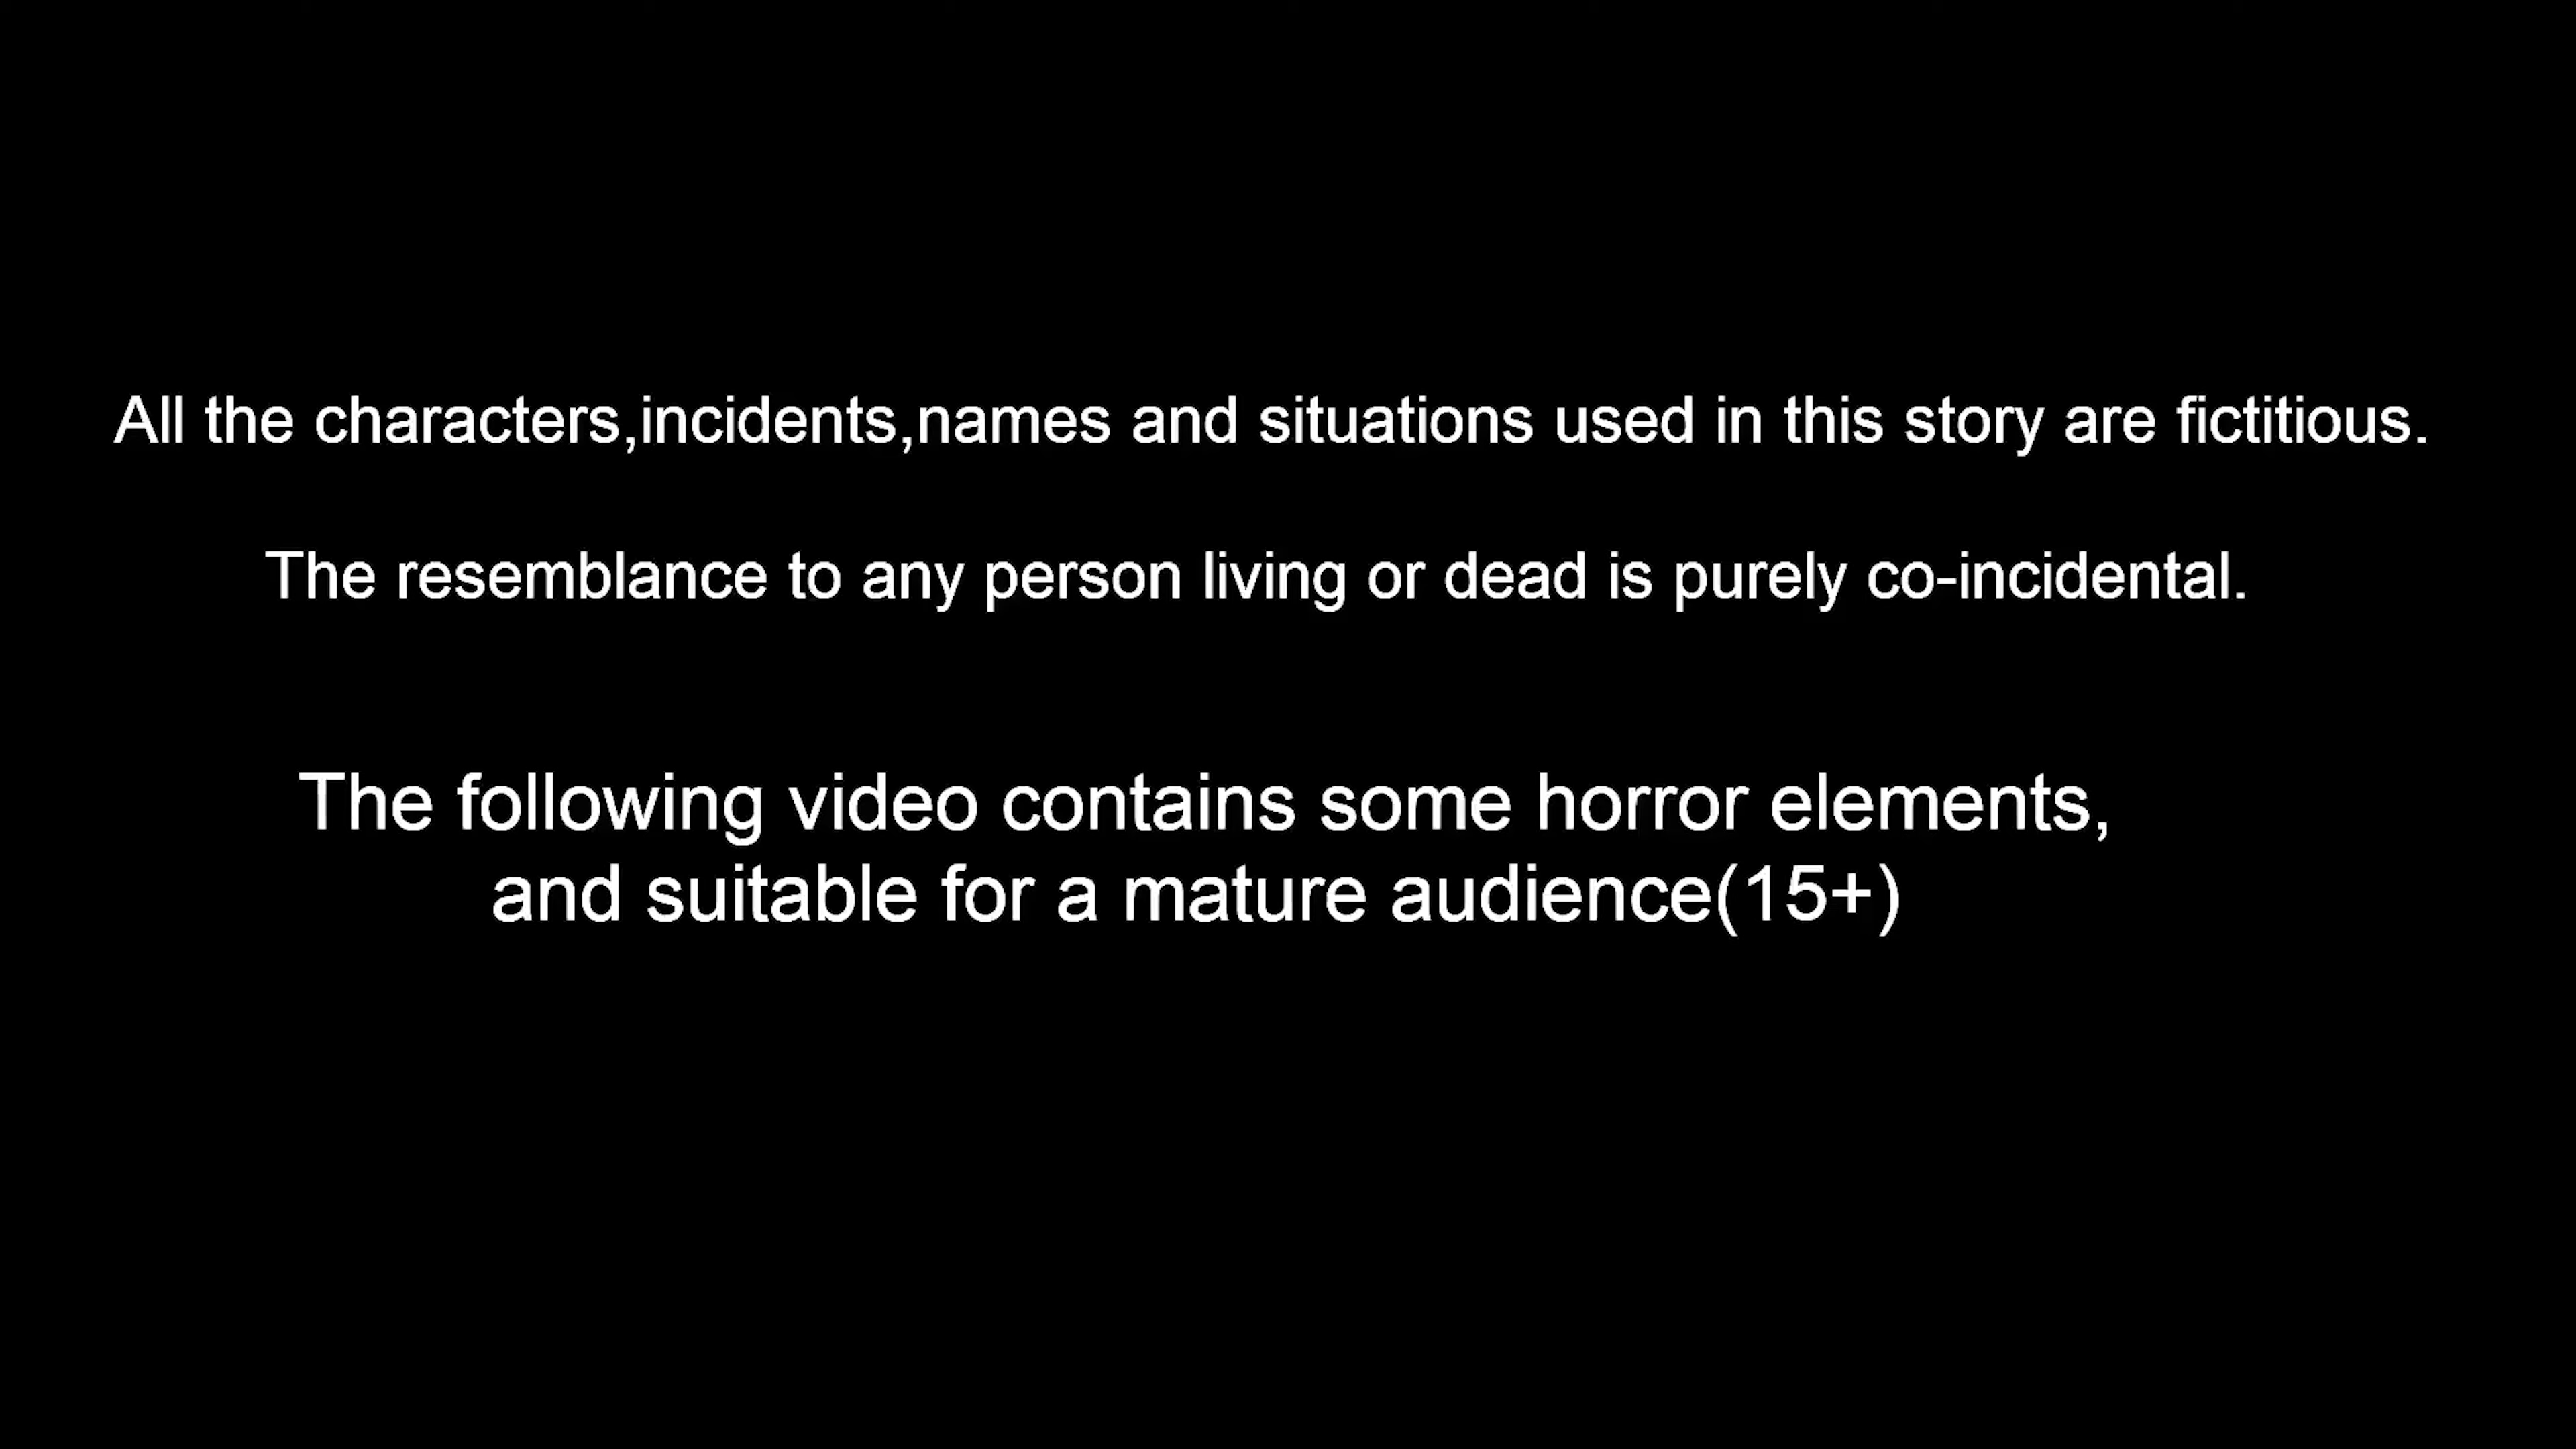 All the characters,incidents,names and situations used in this story are fictitious.
The resemblance to any person living or dead is purely co-incidental.
The following video contains some horror elements,
and suitable for a mature audience(15+)